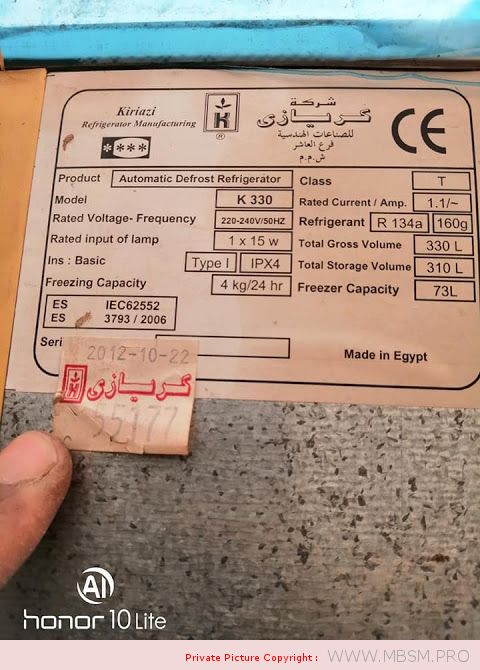 Kiriazi
Refrigerator Manufacturing
****
شركة
كريازى
للصناعات الهندسية
فرع العاشر
ش.م.م
K
®
CE
Product Automatic Defrost Refrigerator
Model K 330
Rated Voltage- Frequency 220-240V/50HZ
Rated input of lamp 1 x 15 w
Ins : Basic Type I IPX4
Freezing Capacity 4 kg/24 hr
ES IEC62552
ES 3793 / 2006
Class T
Rated Current / Amp. 1.1/~
Refrigerant R 134a 160g
Total Gross Volume 330 L
Total Storage Volume 310 L
Freezer Capacity 73L
Seri
Made in Egypt
2012-10-22
K كريازى
55177
AI
honor 10 Lite
Private Picture Copyright : WWW.MBSM.PRO